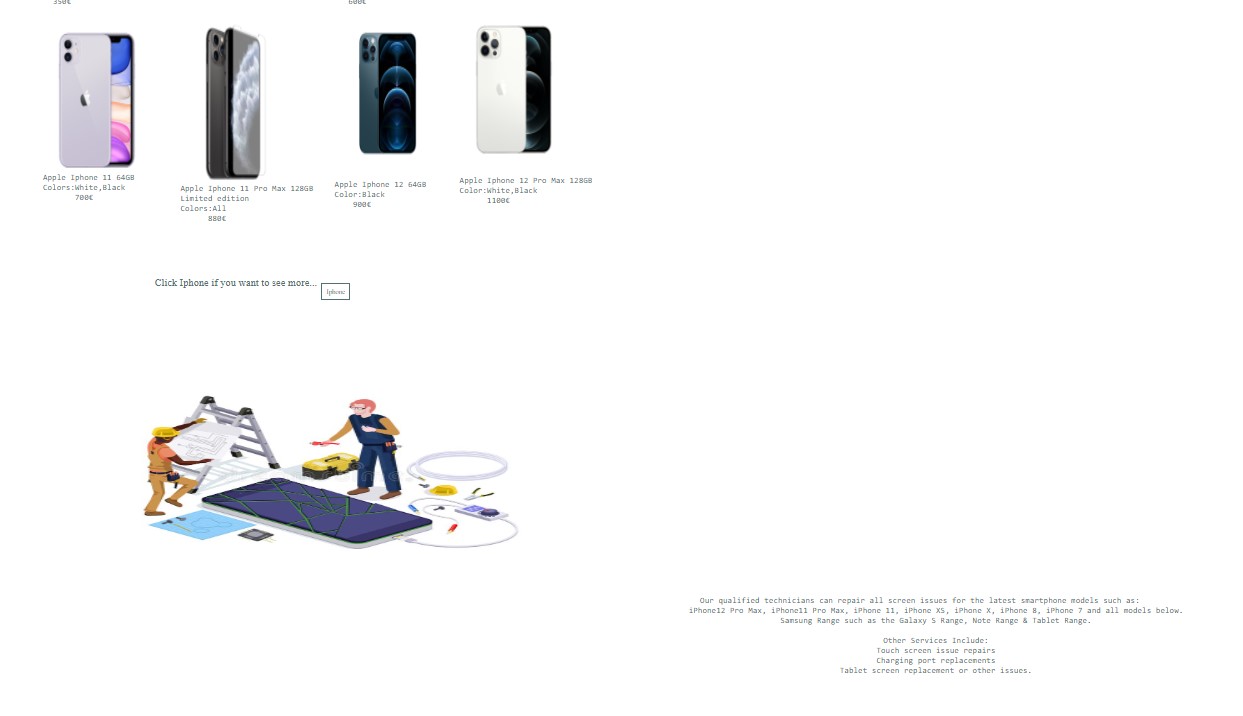 350€
600€
Apple Iphone 11 64GB
Colors:White,Black
700€
Apple Iphone 11 Pro Max 128GB
Limited edition
Colors:All
880€
Apple Iphone 12 64GB
Color:Black
900€
Apple Iphone 12 Pro Max 128GB
Color:White,Black
1100€
Click Iphone if you want to see more...
Iphone
Our qualified technicians can repair all screen issues for the latest smartphone models such as:
iPhone12 Pro Max, iPhone11 Pro Max, iPhone 11, iPhone XS, iPhone X, iPhone 8, iPhone 7 and all models below.
Samsung Range such as the Galaxy S Range, Note Range & Tablet Range.
Other Services Include:
Touch screen issue repairs
Charging port replacements
Tablet screen replacement or other issues.